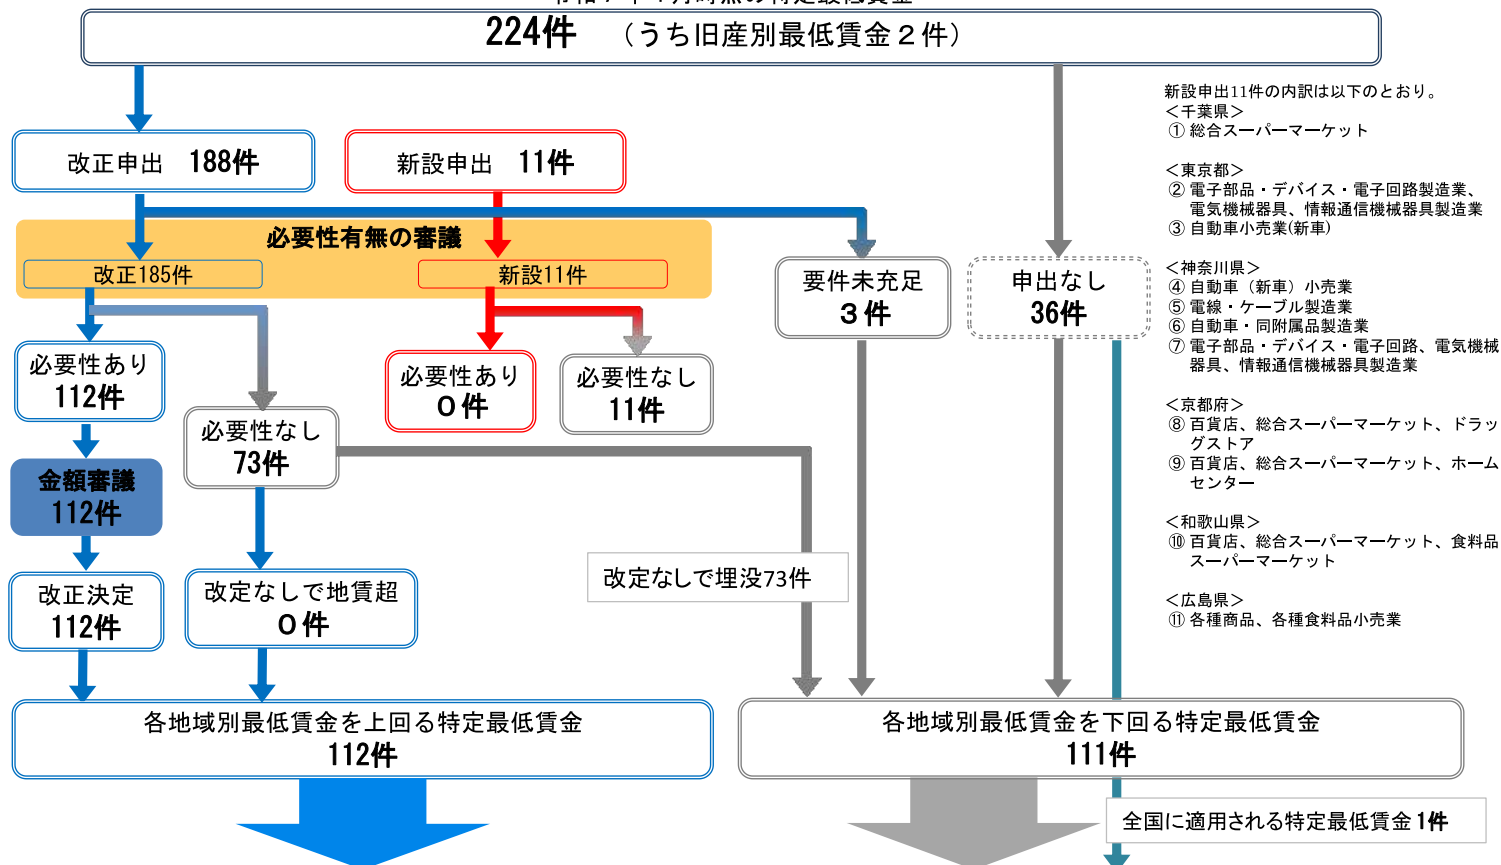 224件 （うち旧産別最低賃金２件）
改正申出 188件
新設申出 11件
必要性有無の審議
改正185件
新設11件
要件未充足
３件
申出なし
36件
必要性あり
112件
必要性なし
73件
必要性あり
０件
必要性なし
11件
金額審議
112件
改正決定
112件
改定なしで地賃超
０件
改定なしで埋没73件
各地域別最低賃金を上回る特定最低賃金
112件
各地域別最低賃金を下回る特定最低賃金
111件
全国に適用される特定最低賃金 1件
新設申出11件の内訳は以下のとおり。
＜千葉県＞
① 総合スーパーマーケット
＜東京都＞
② 電子部品・デバイス・電子回路製造業、
電気機械器具、情報通信機械器具製造業
③ 自動車小売業(新車)
＜神奈川県＞
④ 自動車（新車）小売業
⑤ 電線・ケーブル製造業
⑥ 自動車・同附属品製造業
⑦ 電子部品・デバイス・電子回路、電気機械
器具、情報通信機械器具製造業
＜京都府＞
⑧ 百貨店、総合スーパーマーケット、ドラッ
グストア
⑨ 百貨店、総合スーパーマーケット、ホーム
センター
＜和歌山県＞
⑩ 百貨店、総合スーパーマーケット、食料品
スーパーマーケット
＜広島県＞
⑪ 各種商品、各種食料品小売業